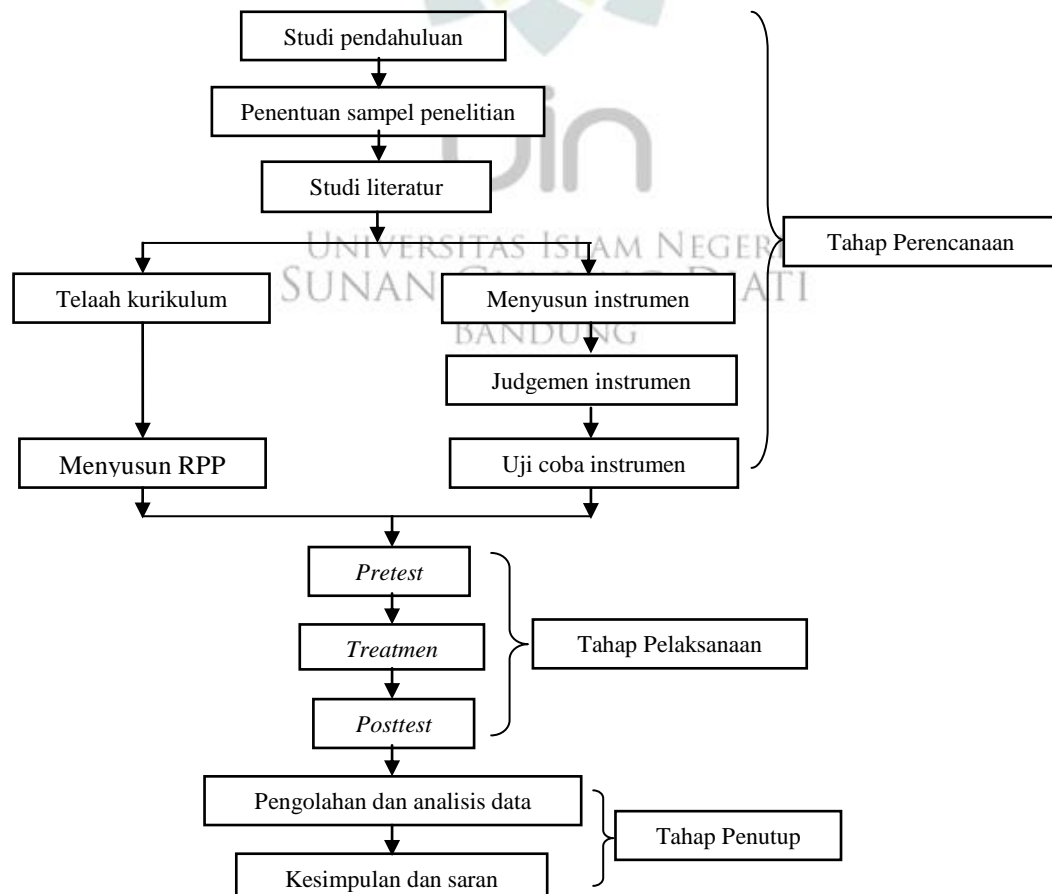 Studi pendahuluan
Penentuan sampel penelitian
uin
Studi literatur
UNIVERSITAS ISLAM NEGERI
Tahap Perencanaan
Telaah kurikulum
SUNAN
DJATI
Menyusun instrumen
BANDUNG
Judgemen instrumen
Menyusun RPP
Uji coba instrumen
Pretest
Treatmen
Tahap Pelaksanaan
Posttest
Pengolahan dan analisis data
Tahap Penutup
Kesimpulan dan saran